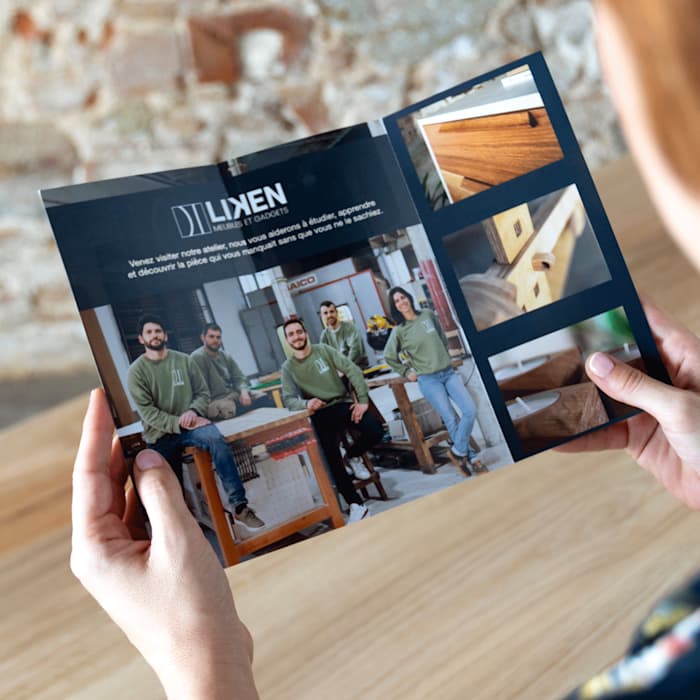 LIKEN
MEUBLES ET GADGETS
Venez visiter notre atelier, nous vous aiderons à étudier, apprendre
et découvrir la pièce qui vous manquait sans que vous ne le sachiez.
AICO